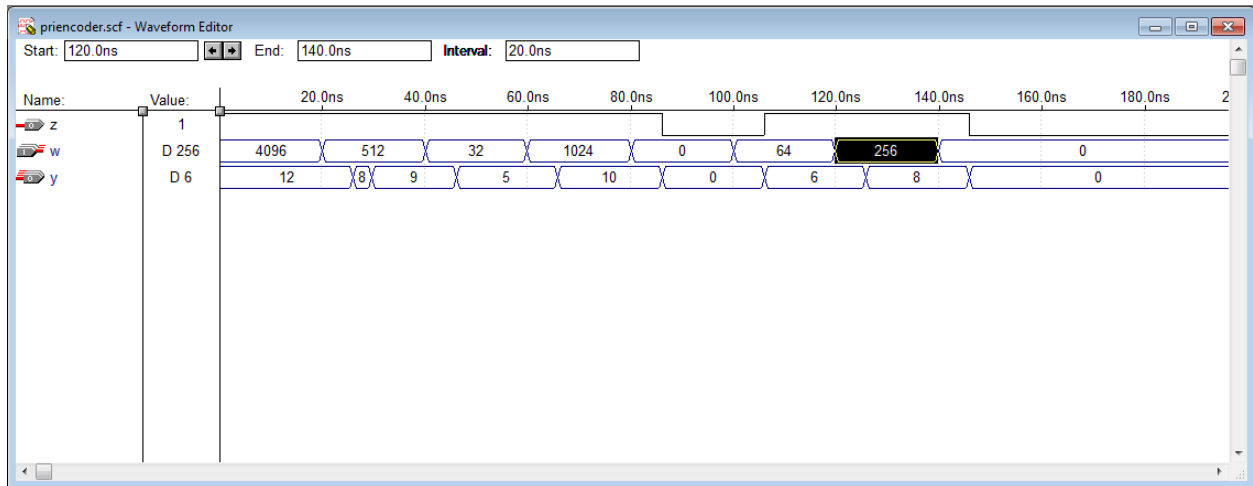 priencoder.scf - Waveform Editor
Start: 120.0ns End: 140.0ns Interval: 20.0ns
Name: Value: 20.0ns 40.0ns 60.0ns 80.0ns 100.0ns 120.0ns 140.0ns 160.0ns 180.0ns 2
z 1
w D 256 4096 512 32 1024 0 64 256 0
y D 6 12 8 9 5 10 0 6 8 0